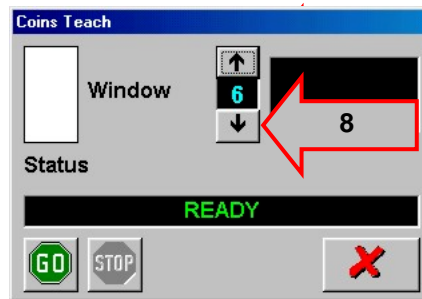 Coins Teach
Window
6
8
Status
READY
GO
STOP